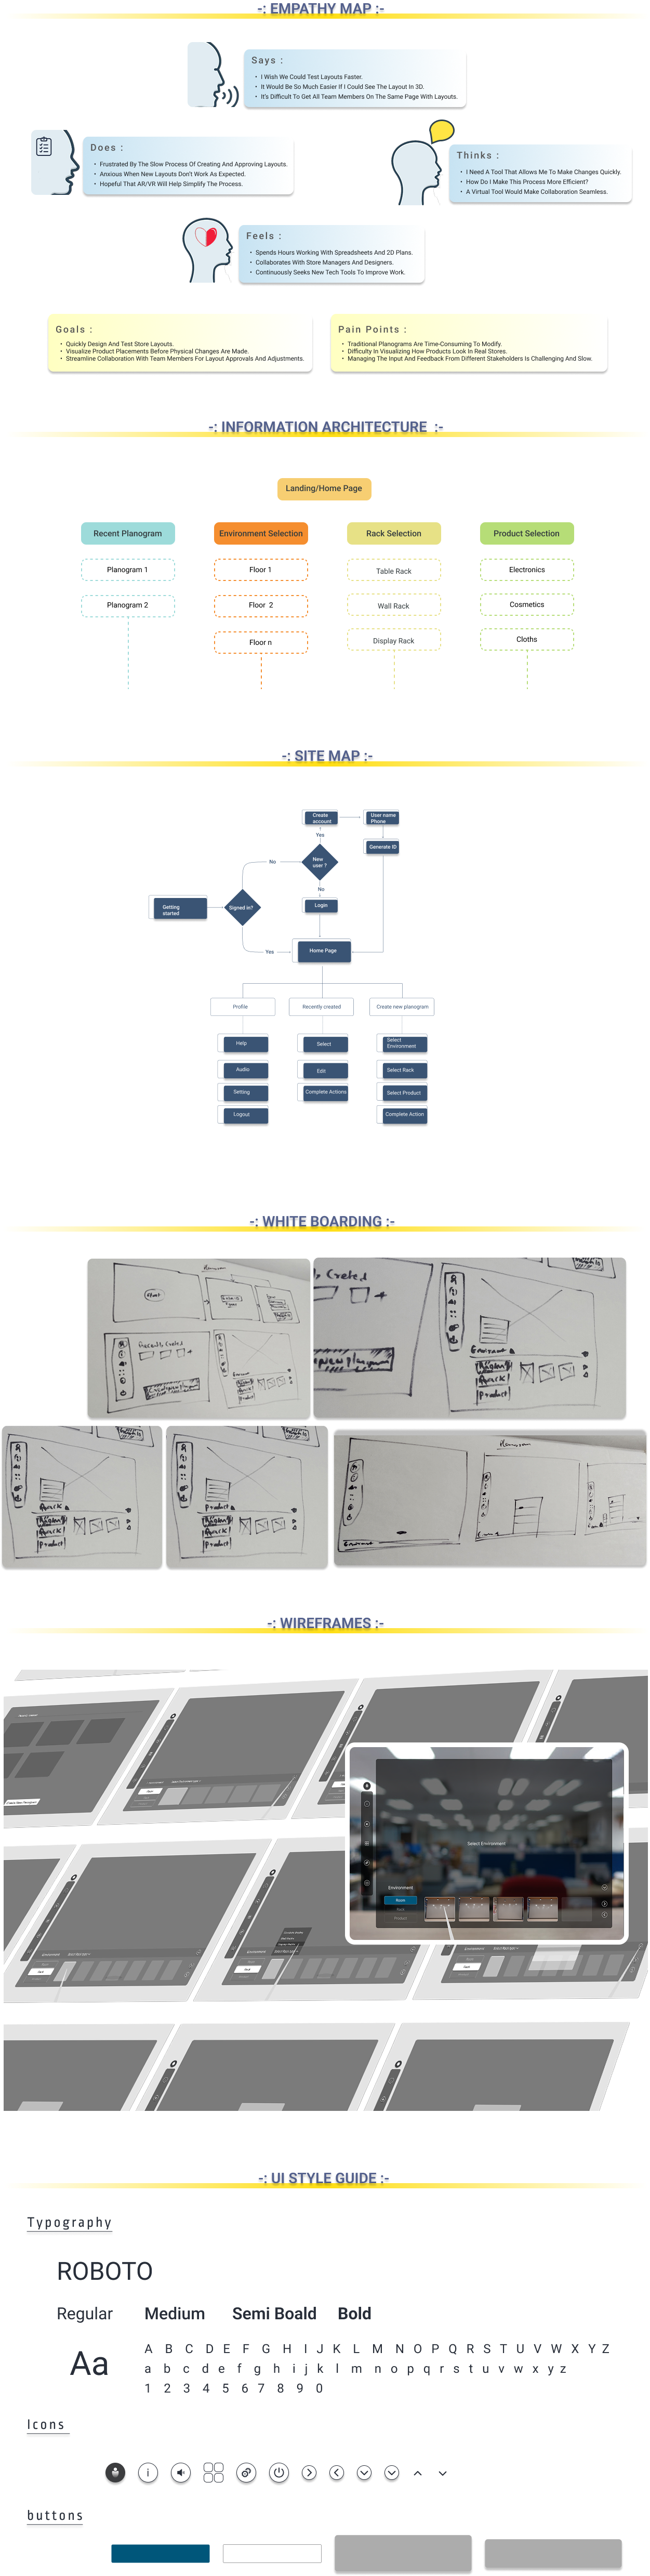 -: EMPATHY MAP :-
Says :
• I Wish We Could Test Layouts Faster.
• It Would Be So Much Easier If I Could See The Layout In 3D.
• It's Difficult To Get All Team Members On The Same Page With Layouts.
Does :
• Frustrated By The Slow Process Of Creating And Approving Layouts.
• Anxious When New Layouts Don't Work As Expected.
• Hopeful That AR/VR Will Help Simplify The Process.
Thinks :
• I Need A Tool That Allows Me To Make Changes Quickly.
• How Do I Make This Process More Efficient?
• A Virtual Tool Would Make Collaboration Seamless.
Feels :
• Spends Hours Working With Spreadsheets And 2D Plans.
• Collaborates With Store Managers And Designers.
• Continuously Seeks New Tech Tools To Improve Work.
Goals :
• Quickly Design And Test Store Layouts.
• Visualize Product Placements Before Physical Changes Are Made.
• Streamline Collaboration With Team Members For Layout Approvals And Adjustments.
Pain Points :
• Traditional Planograms Are Time-Consuming To Modify.
• Difficulty In Visualizing How Products Look In Real Stores.
• Managing The Input And Feedback From Different Stakeholders Is Challenging And Slow.
-: INFORMATION ARCHITECTURE :-
Landing/Home Page
Recent Planogram
Environment Selection
Rack Selection
Product Selection
Planogram 1
Floor 1
Table Rack
Electronics
Planogram 2
Floor 2
Wall Rack
Cosmetics
Floor n
Display Rack
Cloths
-: SITE MAP :-
Create
account
User name
Phone
Yes
Generate ID
New
user ?
No
No
Login
Getting
started
Signed in?
Yes
Home Page
Profile
Recently created
Create new planogram
Help
Select
Select
Environment
Audio
Edit
Select Rack
Setting
Complete Actions
Select Product
Logout
Complete Action
-: WHITE BOARDING :-
Product
Product
Product
Product
-: WIREFRAMES :-
Select Environment
Environment
Room
Rack
Product
Environment
Environment
Environment
-: UI STYLE GUIDE :-
Typography
ROBOTO
Regular
Medium
Semi Boald
Bold
Aa
A B C D E F G H I J K L M N O P Q R S T U V W X Y Z
a b c d e f g h i j k l m n o p q r s t u v w x y z
1 2 3 4 5 6 7 8 9 0
Icons
buttons